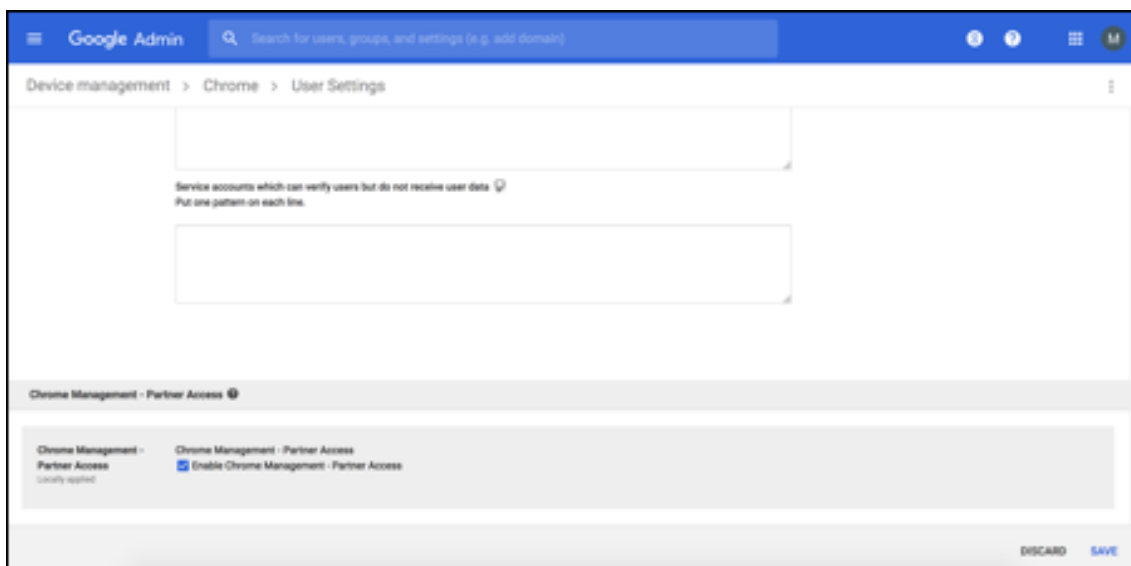 Google Admin
Search for users, groups, and settings (e.g. add domain)
M
Device management > Chrome > User Settings
Service accounts which can verify users but do not receive user data
Put one pattern on each line.
Chrome Management - Partner Access
Chrome Management -
Partner Access
Locally applied
Chrome Management - Partner Access
Enable Chrome Management - Partner Access
DISCARD SAVE